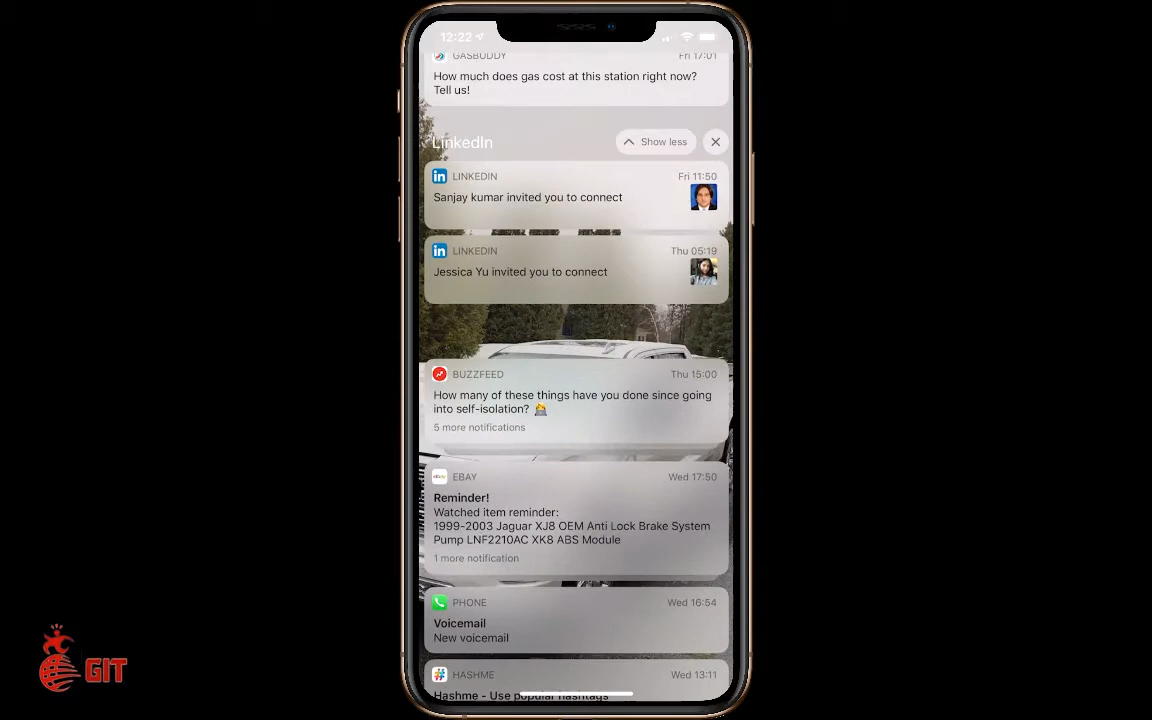 12:22
GASBUDDY
Fri 17:01
How much does gas cost at this station right now?
Tell us!
LinkedIn
Show less
in LINKEDIN
Fri 11:50
Sanjay kumar invited you to connect
in LINKEDIN
Thu 05:19
Jessica Yu invited you to connect
BUZZFEED
Thu 15:00
How many of these things have you done since going
into self-isolation?
5 more notifications
ebay EBAY
Wed 17:50
Reminder!
Watched item reminder:
1999-2003 Jaguar XJ8 OEM Anti Lock Brake System
Pump LNF2210AC XK8 ABS Module
1 more notification
PHONE
Wed 16:54
Voicemail
New voicemail
# HASHME
Wed 13:11
Hashme - Use popular hashtags
GIT